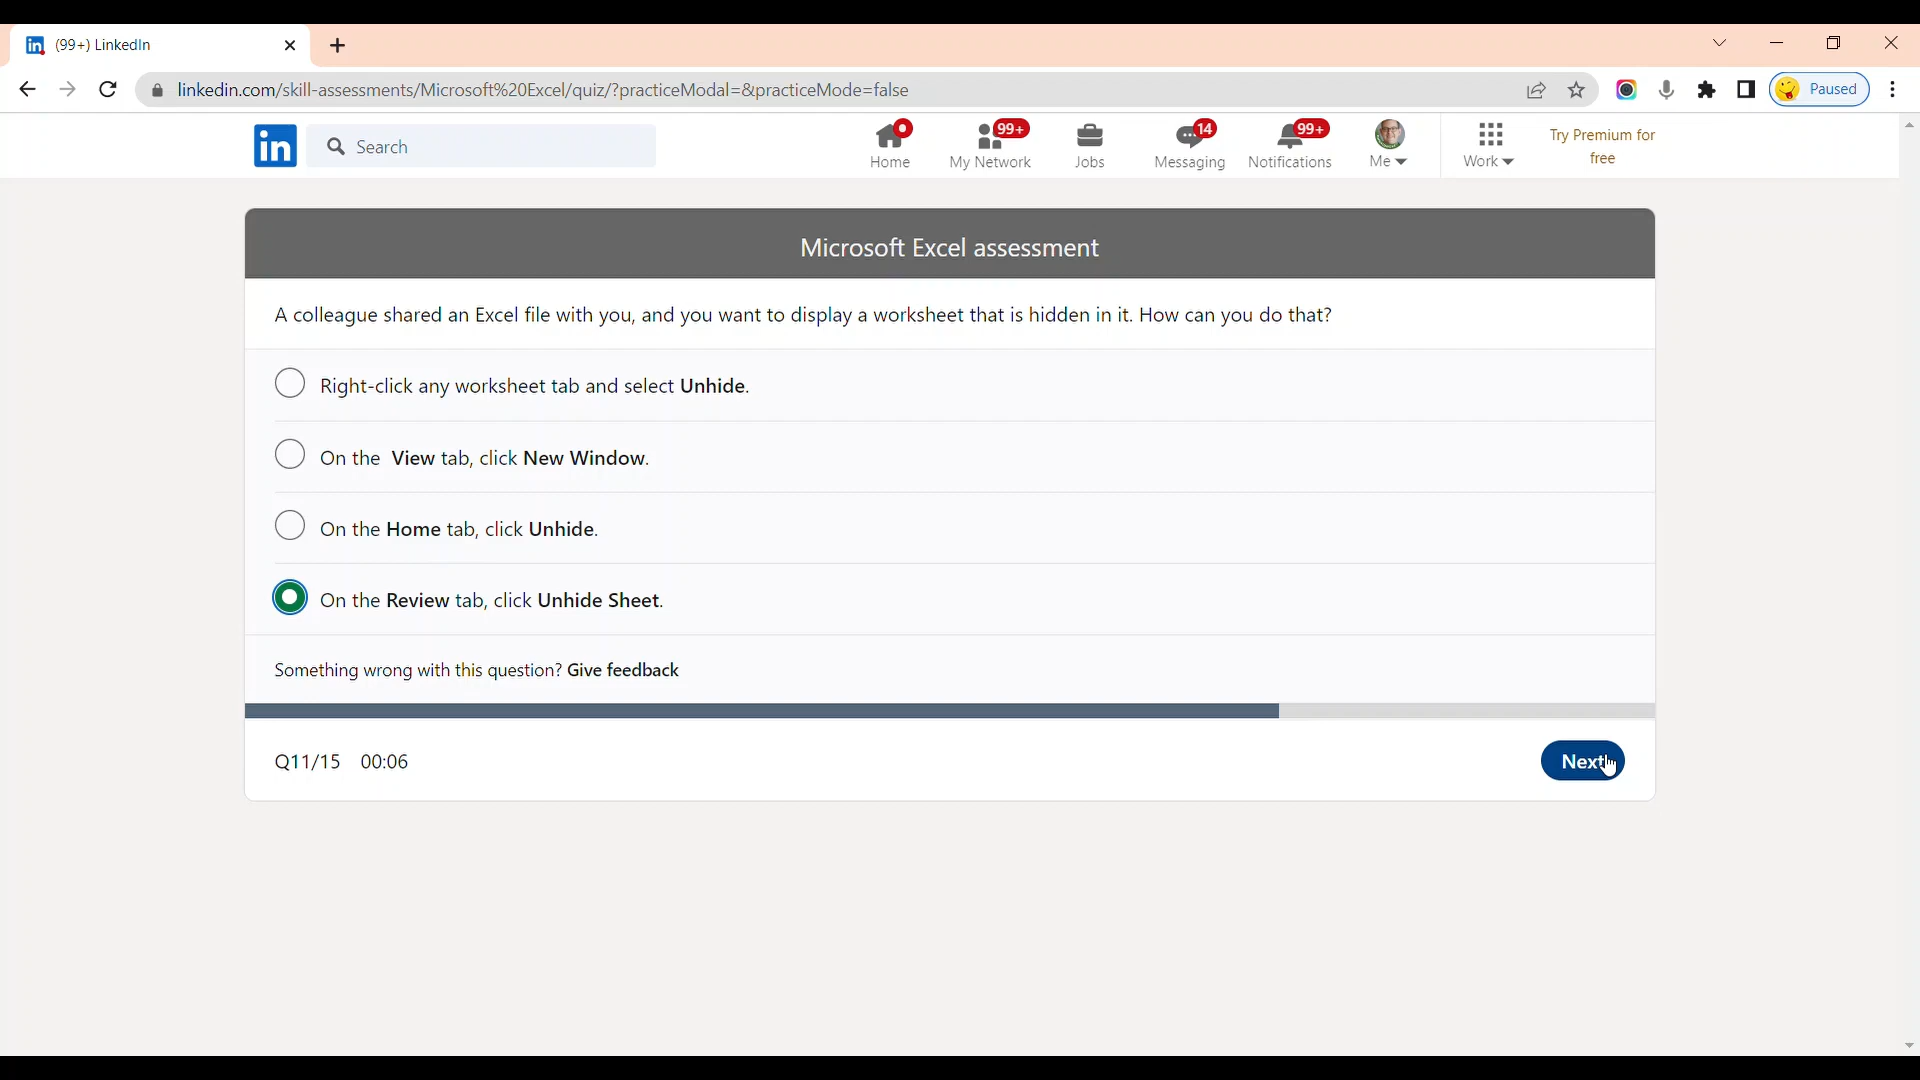 in (99+) LinkedIn
linkedin.com/skill-assessments/Microsoft%20Excel/quiz/?practiceModal=&practiceMode=false
Paused
in
Search
99+
14
99+
Home
My Network
Jobs
Messaging
Notifications
Me
Work
Try Premium for
free
Microsoft Excel assessment
A colleague shared an Excel file with you, and you want to display a worksheet that is hidden in it. How can you do that?
Right-click any worksheet tab and select Unhide.
On the View tab, click New Window.
On the Home tab, click Unhide.
On the Review tab, click Unhide Sheet.
Something wrong with this question? Give feedback
Q11/15 00:06
Next